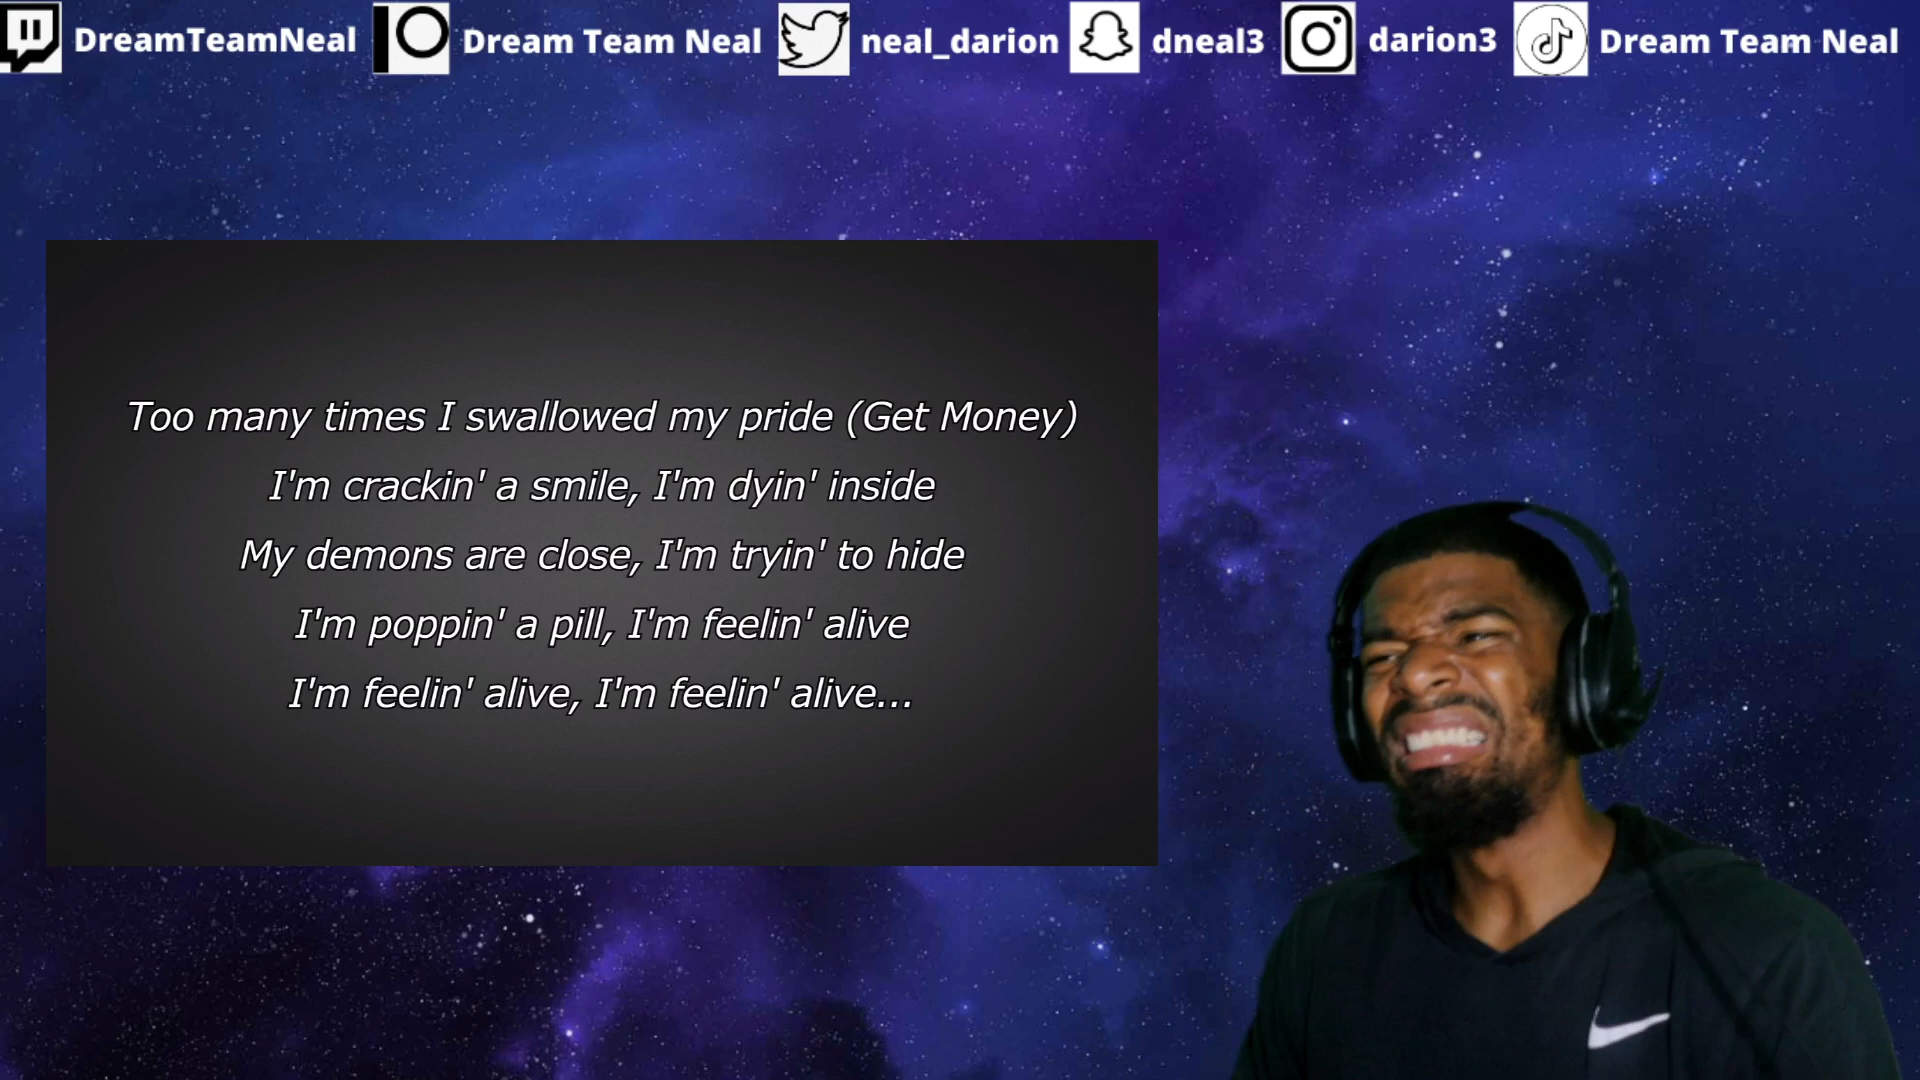 DreamTeamNeal Dream Team Neal neal_darion dneal3 darion3 Dream Team Neal
Too many times I swallowed my pride (Get Money)
I'm crackin' a smile, I'm dyin' inside
My demons are close, I'm tryin' to hide
I'm poppin' a pill, I'm feelin' alive
I'm feelin' alive, I'm feelin' alive...